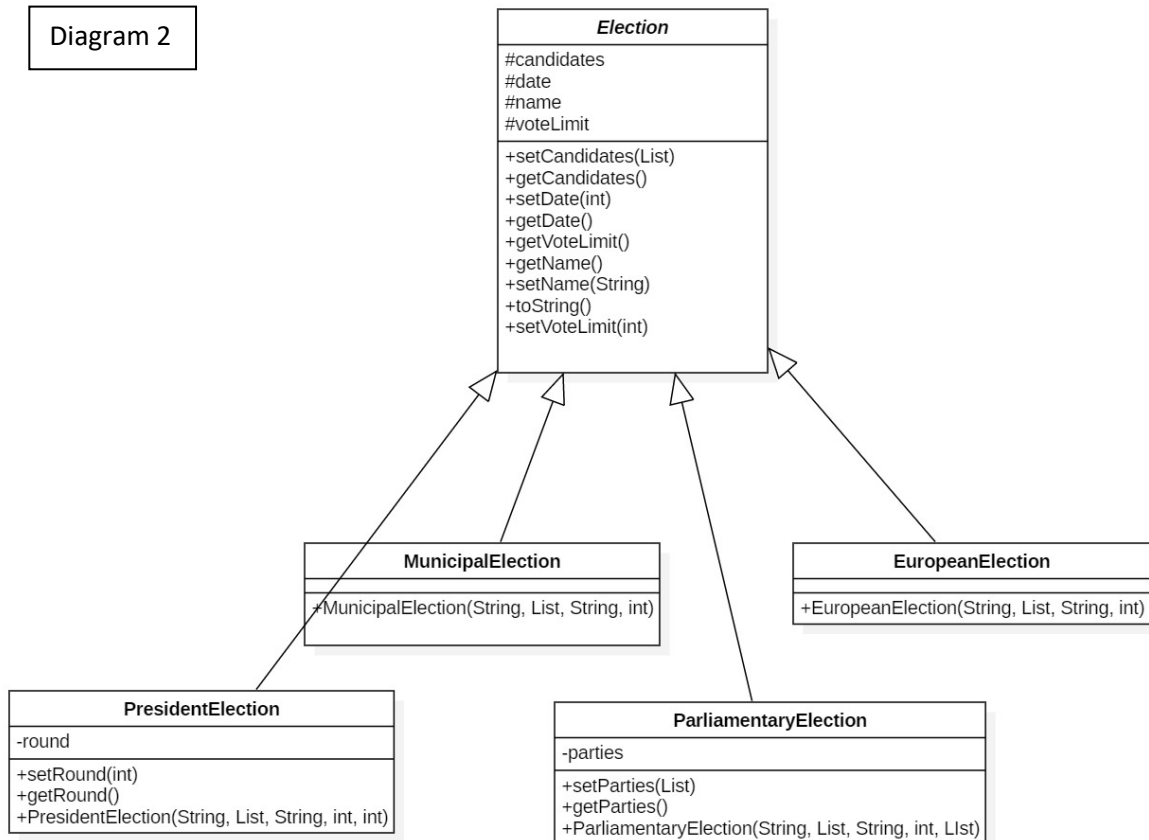 Diagram 2
Election
#candidates
#date
#name
#voteLimit
+setCandidates(List)
+getCandidates()
+setDate(int)
+getDate()
+getVoteLimit()
+getName()
+setName(String)
+toString()
+setVoteLimit(int)
MunicipalElection
+MunicipalElection(String, List, String, int)
EuropeanElection
+EuropeanElection(String, List, String, int)
PresidentElection
-round
+setRound(int)
+getRound()
+PresidentElection(String, List, String, int, int)
ParliamentaryElection
-parties
+setParties(List)
+getParties()
+ParliamentaryElection(String, List, String, int, LIst)